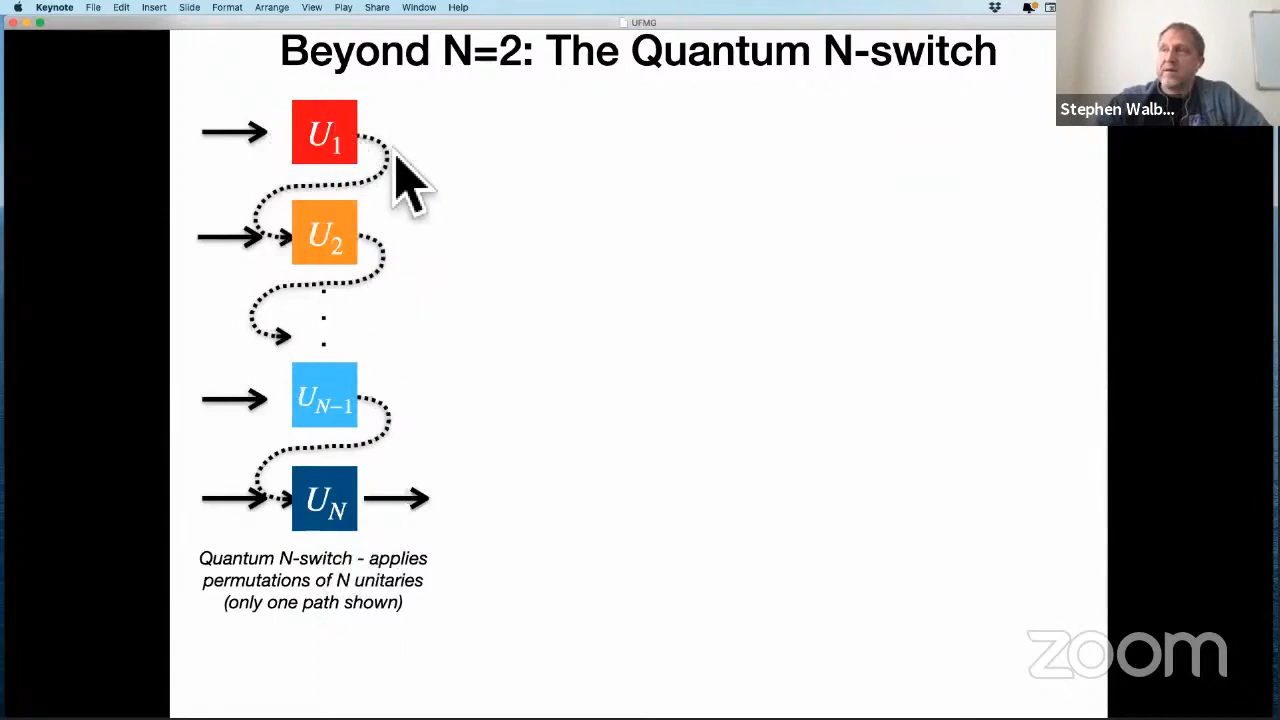 Keynote File Edit Insert Slide Format Arrange View Play Share Window Help
UFMG
Beyond N=2: The Quantum N-switch
Stephen Walb...
U1
U2
UN−1
UN
Quantum N-switch - applies
permutations of N unitaries
(only one path shown)
zoom